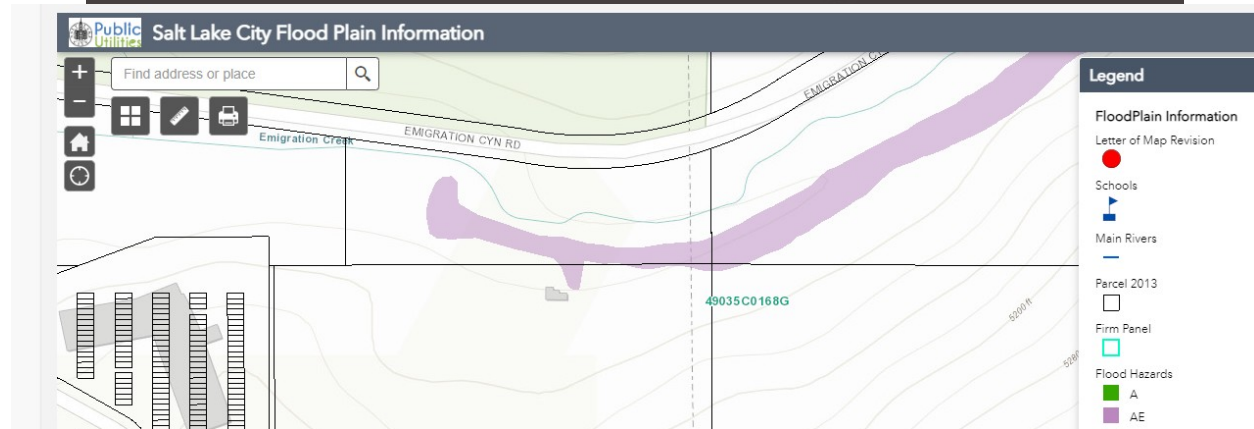 Public
Utilities
Salt Lake City Flood Plain Information
+
Find address or place
−
Emigration Creek
EMIGRATION CYN RD
EMIGRATION
49035C0168G
5200 ft
Legend
FloodPlain Information
Letter of Map Revision
Schools
Main Rivers
Parcel 2013
Firm Panel
Flood Hazards
A
AE